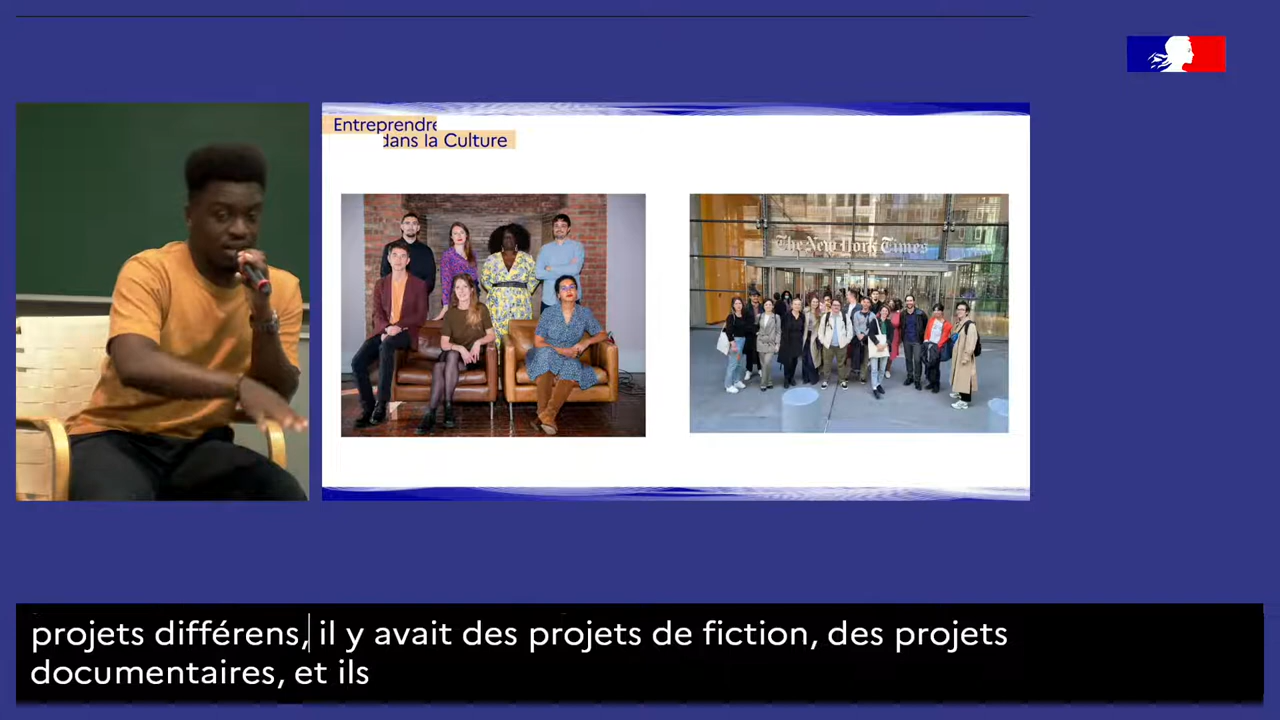 Entreprendre
dans la Culture
The New York Times
projets différens, il y avait des projets de fiction, des projets
documentaires, et ils